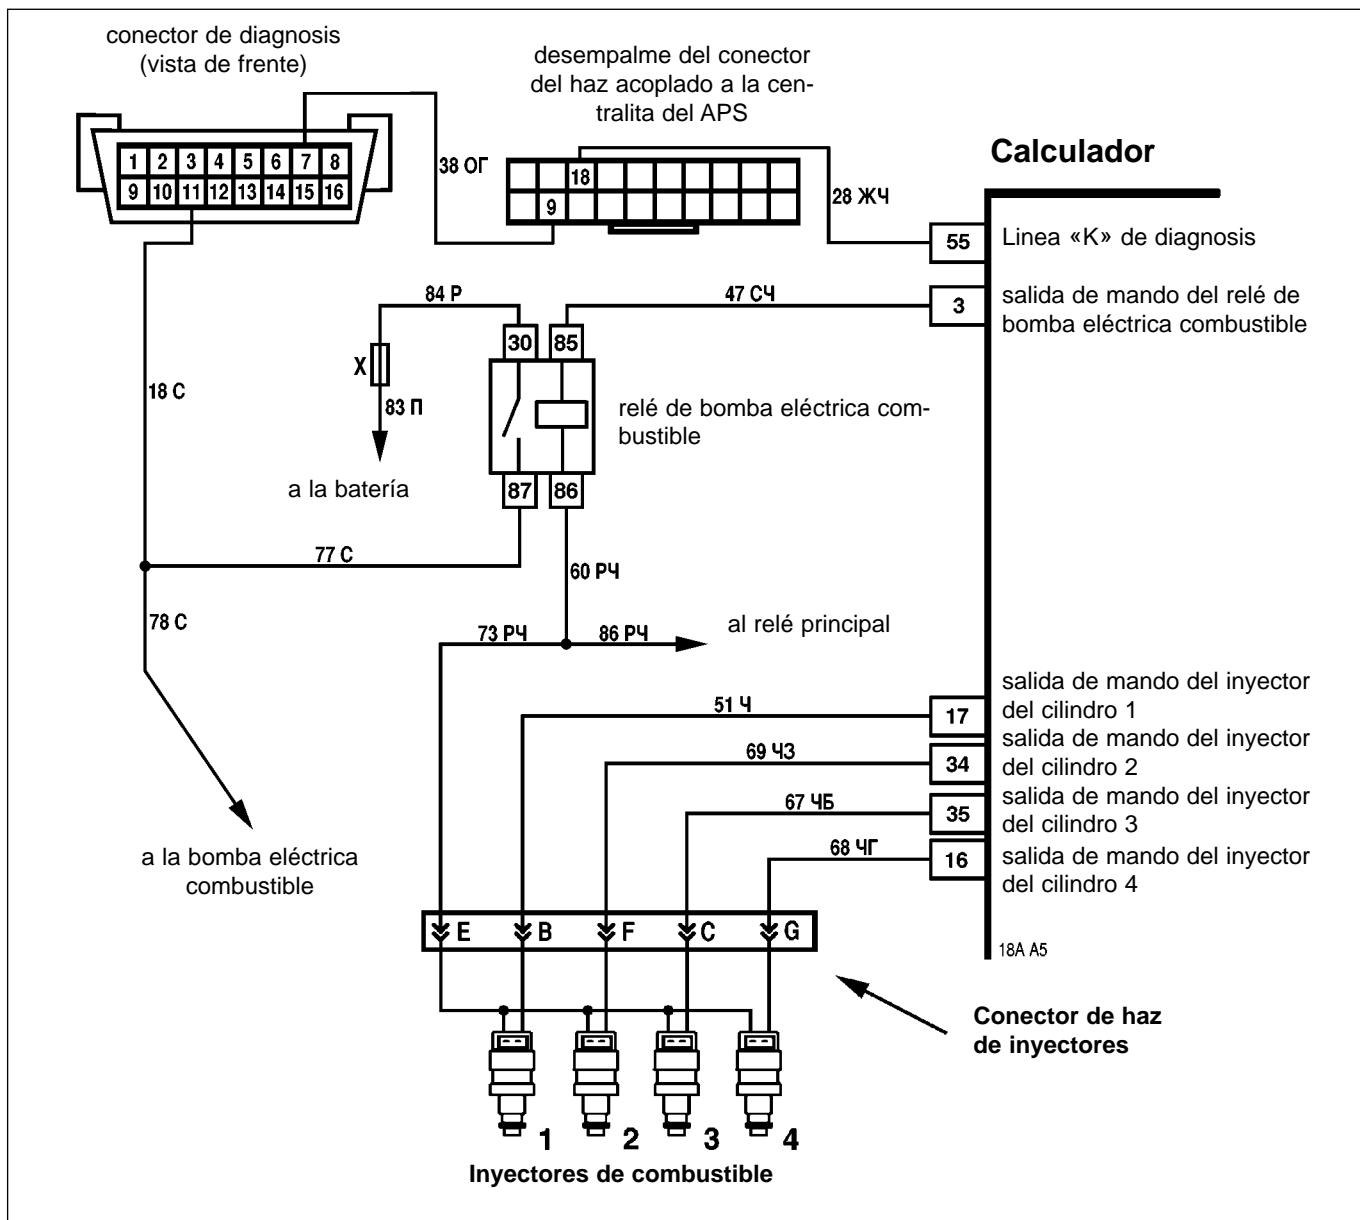 conector de diagnosis
(vista de frente)
desempalme del conector
del haz acoplado a la cen-
tralita del APS
Calculador
1 2 3 4 5 6 7 8
9 10 11 12 13 14 15 16
38 ОГ
18
9
28 ЖЧ
55
Linea «K» de diagnosis
84 Р
47 СЧ
3
salida de mando del relé de
bomba eléctrica combustible
30
85
X
18 С
83 П
relé de bomba eléctrica com-
bustible
a la batería
87
86
77 С
60 РЧ
78 С
73 РЧ
86 РЧ
al relé principal
51 Ч
17
salida de mando del inyector
del cilindro 1
69 ЧЗ
34
salida de mando del inyector
del cilindro 2
67 ЧБ
35
salida de mando del inyector
del cilindro 3
68 ЧГ
16
salida de mando del inyector
del cilindro 4
a la bomba eléctrica
combustible
E B F C G
18A A5
Conector de haz
de inyectores
1 2 3 4
Inyectores de combustible